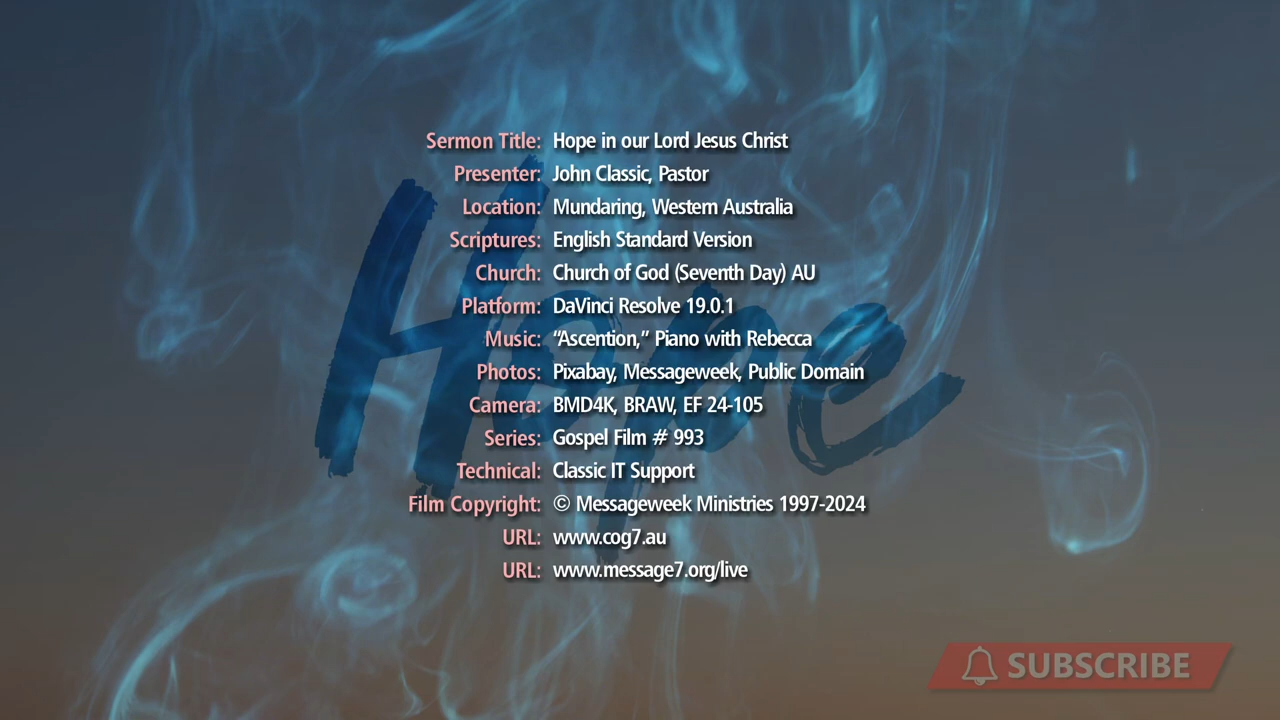 Sermon Title: Hope in our Lord Jesus Christ
Presenter: John Classic, Pastor
Location: Mundaring, Western Australia
Scriptures: English Standard Version
Church: Church of God (Seventh Day) AU
Platform: DaVinci Resolve 19.0.1
Music: “Ascention,” Piano with Rebecca
Photos: Pixabay, Messageweek, Public Domain
Camera: BMD4K, BRAW, EF 24-105
Series: Gospel Film # 993
Technical: Classic IT Support
Film Copyright: © Messageweek Ministries 1997-2024
URL: www.cog7.au
URL: www.message7.org/live
Hope
SUBSCRIBE